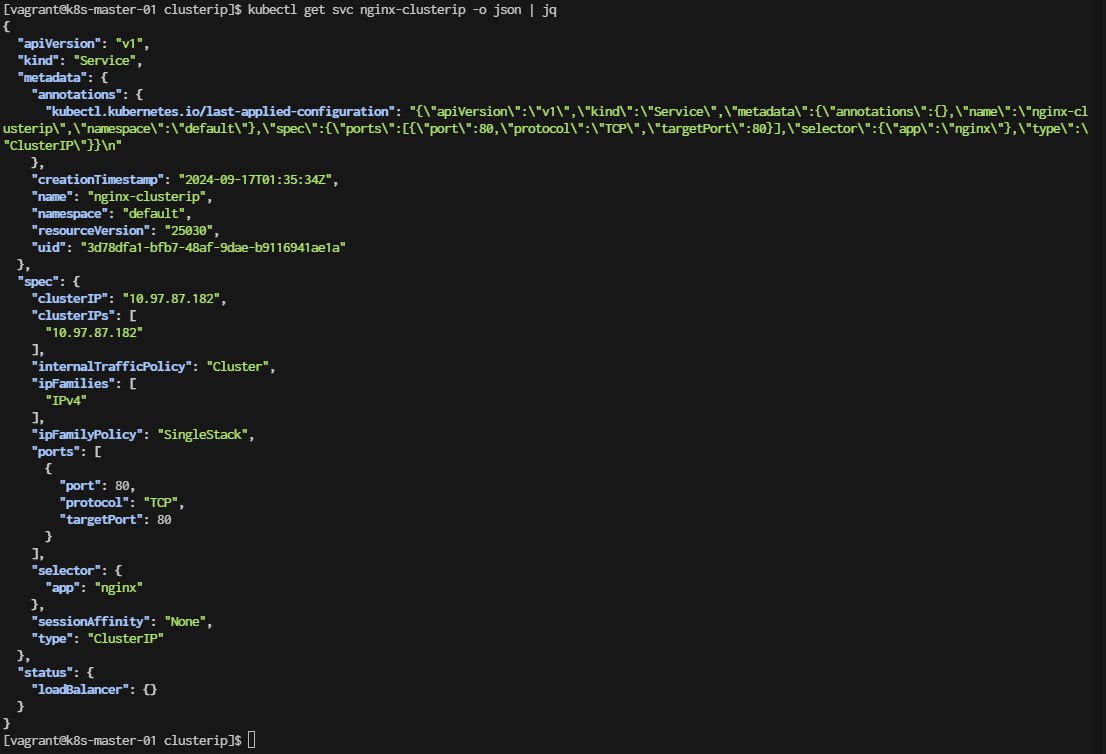 [vagrant@k8s-master-01 clusterip]$ kubectl get svc nginx-clusterip -o json | jq
{
  "apiVersion": "v1",
  "kind": "Service",
  "metadata": {
    "annotations": {
      "kubectl.kubernetes.io/last-applied-configuration": "{\"apiVersion\":\"v1\",\"kind\":\"Service\",\"metadata\":{\"annotations\":{},\"name\":\"nginx-cl
usterip\",\"namespace\":\"default\"},\"spec\":{\"ports\":[{\"port\":80,\"protocol\":\"TCP\",\"targetPort\":80}],\"selector\":{\"app\":\"nginx\"},\"type\":\
"ClusterIP\"}}\n"
    },
    "creationTimestamp": "2024-09-17T01:35:34Z",
    "name": "nginx-clusterip",
    "namespace": "default",
    "resourceVersion": "25030",
    "uid": "3d78dfa1-bfb7-48af-9dae-b9116941ae1a"
  },
  "spec": {
    "clusterIP": "10.97.87.182",
    "clusterIPs": [
      "10.97.87.182"
    ],
    "internalTrafficPolicy": "Cluster",
    "ipFamilies": [
      "IPv4"
    ],
    "ipFamilyPolicy": "SingleStack",
    "ports": [
      {
        "port": 80,
        "protocol": "TCP",
        "targetPort": 80
      }
    ],
    "selector": {
      "app": "nginx"
    },
    "sessionAffinity": "None",
    "type": "ClusterIP"
  },
  "status": {
    "loadBalancer": {}
  }
}
[vagrant@k8s-master-01 clusterip]$